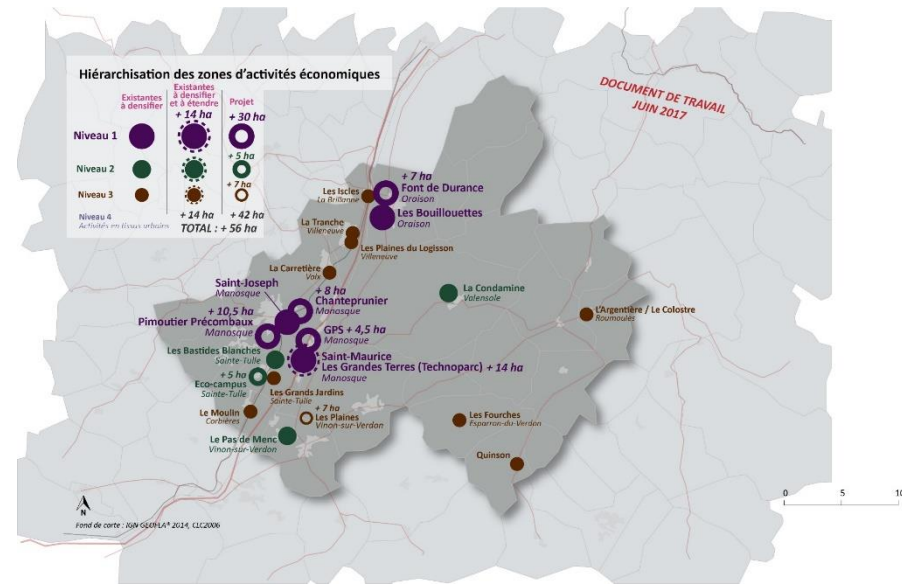 Hiérarchisation des zones d'activités économiques
Existantes
à densifier
Existantes
à densifier
et à étendre
Projet
+ 14 ha
+ 30 ha
Niveau 1
+ 5 ha
Niveau 2
+ 7 ha
Niveau 3
Niveau 4
Activités en tissus urbains
+ 14 ha
+ 42 ha
TOTAL : + 56 ha
DOCUMENT DE TRAVAIL
JUIN 2017
+ 7 ha
Font de Durance
Oraison
Les Iscles
La Brillanne
Les Bouillouettes
Oraison
La Tranche
Villeneuve
Les Plaines du Logisson
Villeneuve
La Carretière
Volx
Saint-Joseph
Manosque
+ 8 ha
Chanteprunier
Manosque
La Condamine
Valensole
L'Argentière / Le Colostre
Roumoules
+ 10,5 ha
Pimoutier Précombaux
Manosque
GPS + 4,5 ha
Manosque
Les Bastides Blanches
Sainte-Tulle
Saint-Maurice
Les Grandes Terres (Technoparc) + 14 ha
Manosque
+ 5 ha
Eco-campus
Sainte-Tulle
Les Grands Jardins
Sainte-Tulle
Le Moulin
Corbières
+ 7 ha
Les Plaines
Vinon-sur-Verdon
Les Fourches
Esparron-du-Verdon
Le Pas de Menc
Vinon-sur-Verdon
Quinson
N
Fond de carte : IGN GEOFLA® 2014, CLC2006
0 5 10